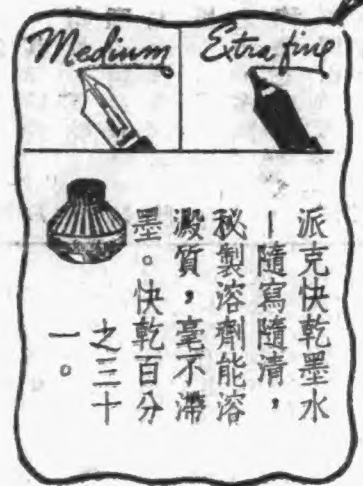 Medium
Extra fine
派克快乾墨水
－隨寫隨清，
秘製溶劑能溶
澱質，毫不滯
墨。快乾百分
之三十
一。